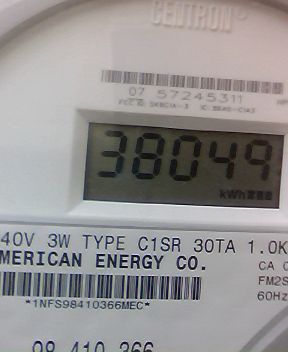 CENTRON®
07 57245311
38049
kWh
40V 3W TYPE C1SR 30TA 1.0K
MERICAN ENERGY CO.
CA 0
FM2S
60Hz
*1NFS98410366MEC*
98 410 366